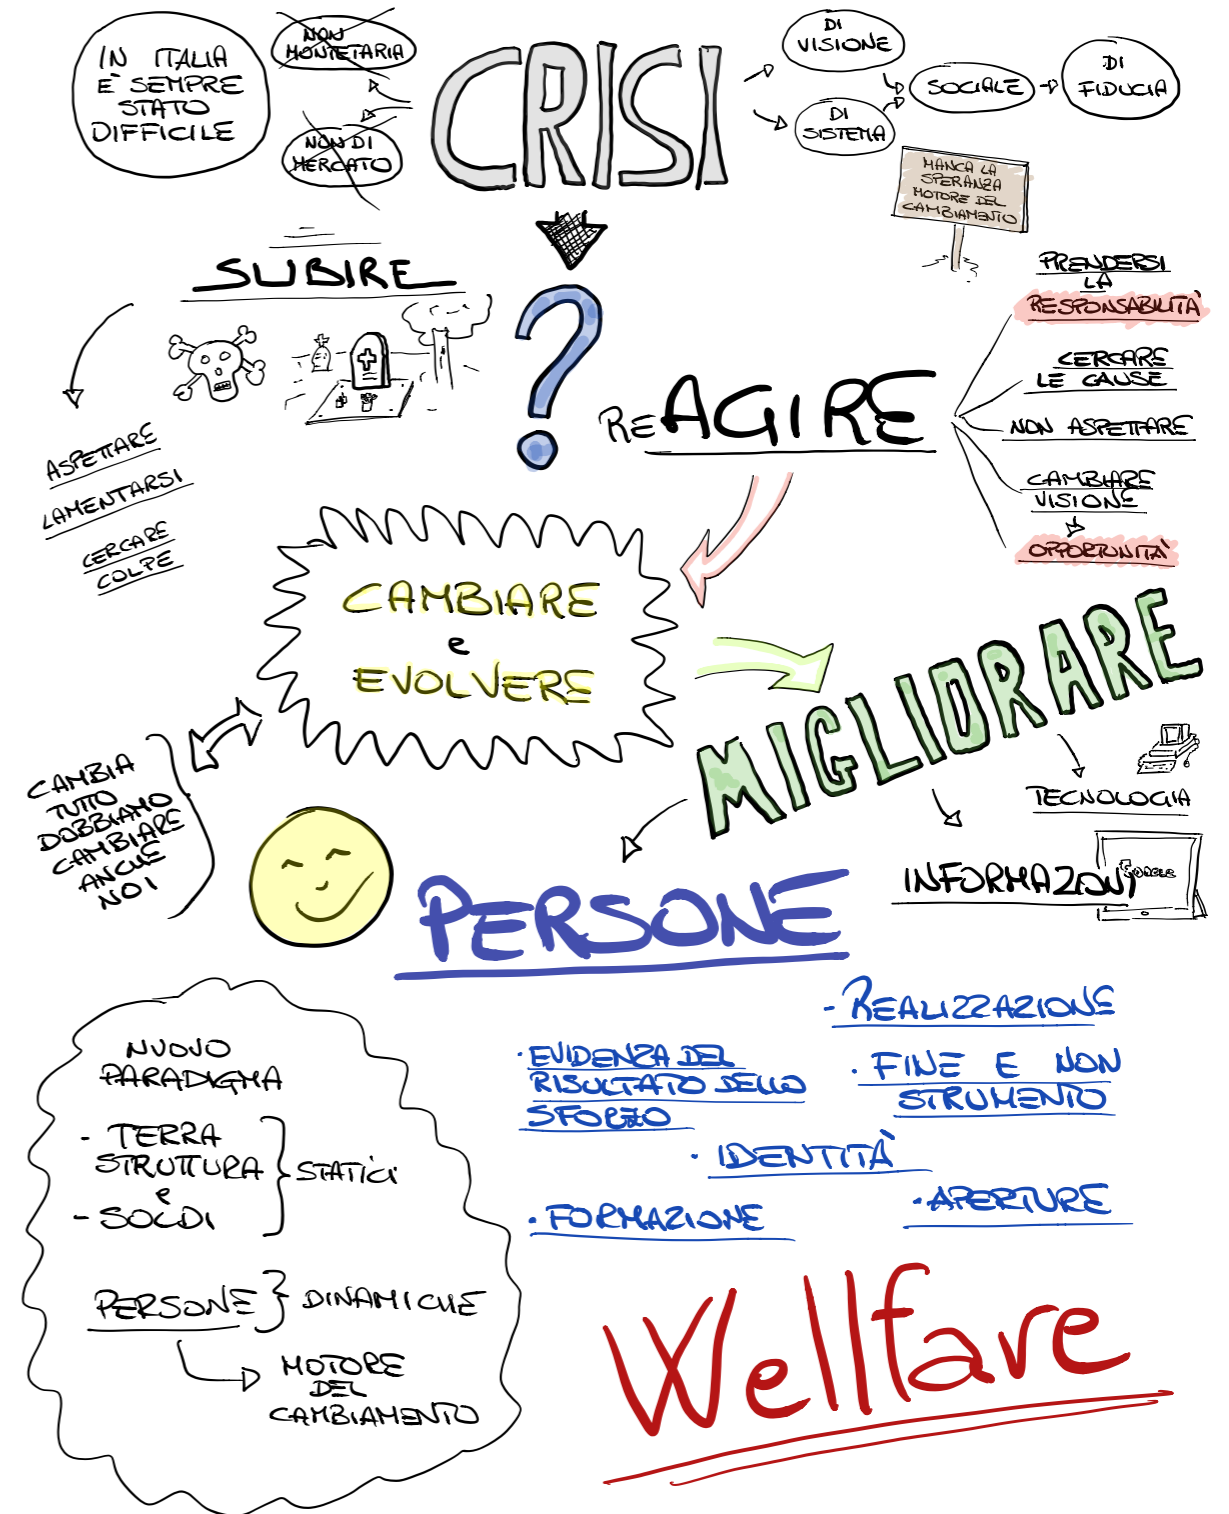 IN ITALIA
E' SEMPRE
STATO
DIFFICILE
NON
MONTETARIA
NON DI
MERCATO
CRISI
DI
VISIONE
DI
SISTEMA
SOCIALE
DI
FIDUCIA
MANCA LA
SPERANZA
MOTORE DEL
CAMBIAMENTO
SUBIRE
ASPETTARE
LAMENTARSI
CERCARE
COLPE
?
REAGIRE
PRENDERSI
LA
RESPONSABILITÀ
CERCARE
LE CAUSE
NON ASPETTARE
CAMBIARE
VISIONE
OPPORTUNITÀ
CAMBIARE
e
EVOLVERE
CAMBIA
TUTTO
DOBBIAMO
CAMBIARE
ANCHE
NOI
MIGLIORARE
TECNOLOGIA
INFORMAZIONI
GOOGLE
PERSONE
- REALIZZAZIONE
· EVIDENZA DEL
RISULTATO DELLO
SFORZO
· FINE E NON
STRUMENTO
· IDENTITÀ
· FORMAZIONE
· APERTURE
NUOVO
PARADIGMA
- TERRA
STRUTTURA
e
- SOLDI
STATICI
PERSONE
DINAMICHE
MOTORE
DEL
CAMBIAMENTO
Wellfare